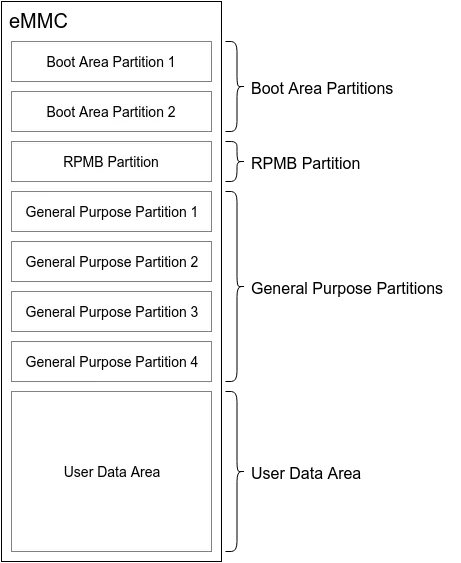 eMMC
Boot Area Partition 1
Boot Area Partition 2
Boot Area Partitions
RPMB Partition
RPMB Partition
General Purpose Partition 1
General Purpose Partition 2
General Purpose Partition 3
General Purpose Partition 4
General Purpose Partitions
User Data Area
User Data Area